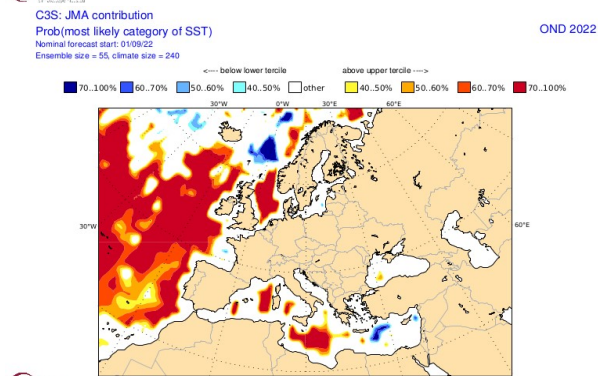 C3S: JMA contribution
Prob(most likely category of SST)
OND 2022
Nominal forecast start: 01/09/22
Ensemble size = 55, climate size = 240
<---- below lower tercile above upper tercile ---->
70..100% 60..70% 50..60% 40..50% other 40..50% 50..60% 60..70% 70..100%
30°W 0°W 30°E 60°E
30°W
60°E